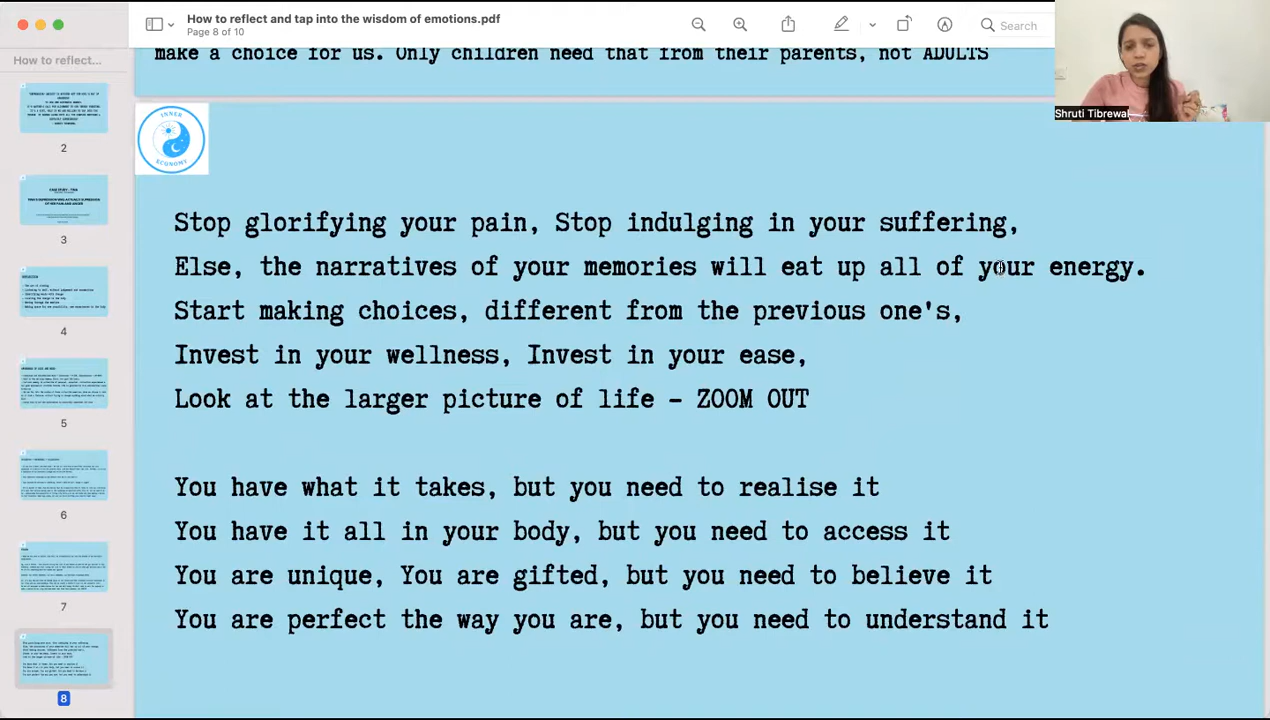 How to reflect and tap into the wisdom of emotions.pdf
Page 8 of 10
Search
How to reflect...
make a choice for us. Only children need that from their parents, not ADULTS
Shruti Tibrewal
INNER
ECONOMY
Stop glorifying your pain, Stop indulging in your suffering,
Else, the narratives of your memories will eat up all of your energy.
Start making choices, different from the previous one's,
Invest in your wellness, Invest in your ease,
Look at the larger picture of life - ZOOM OUT
You have what it takes, but you need to realise it
You have it all in your body, but you need to access it
You are unique, You are gifted, but you need to believe it
You are perfect the way you are, but you need to understand it
2
3
4
5
6
7
8